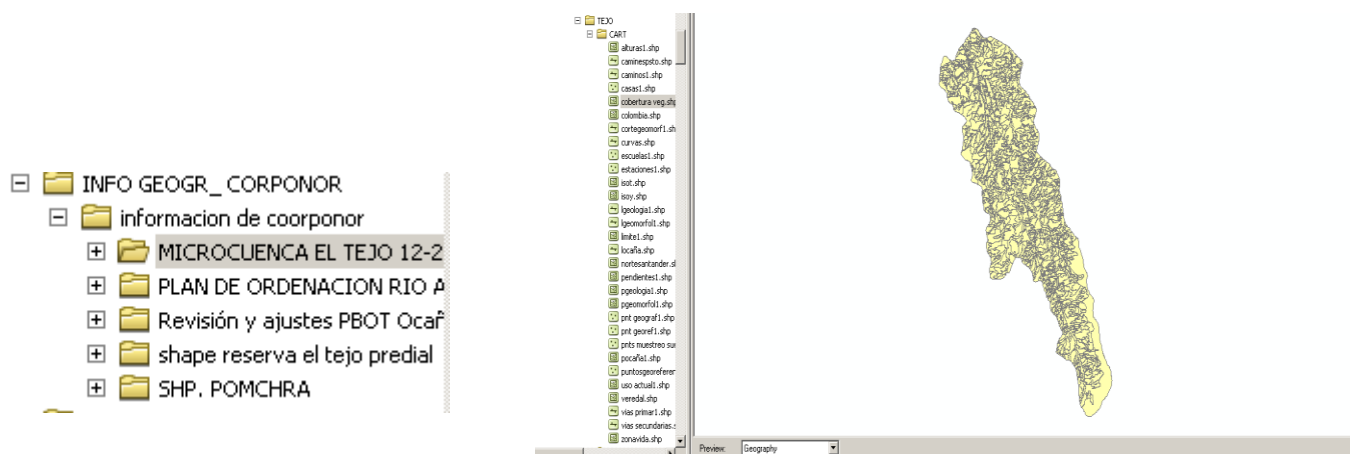 INFO GEOGR_ CORPONOR
informacion de coorponor
MICROCUENCA EL TEJO 12-2
PLAN DE ORDENACION RIO A
Revisión y ajustes PBOT Ocañ
shape reserva el tejo predial
SHP. POMCHRA
TEJO
CART
alturas1.shp
caminespsto.shp
caminos1.shp
casas1.shp
cobertura veg.shp
colombia.shp
cortegeomorf1.sh
curvas.shp
escuelas1.shp
estaciones1.shp
isot.shp
isoy.shp
lgeologia1.shp
lgeomorfol1.shp
limite1.shp
locaña.shp
nortesantander.sl
pendientes1.shp
pgeologia1.shp
pgeomorfol1.shp
pnt geograf1.shp
pnt georef1.shp
pnts muestreo sue
pocaña1.shp
puntosgeoreferer
uso actual1.shp
veredal.shp
vias primar1.shp
vias secundarias.s
zonavida.shp
Preview: Geography